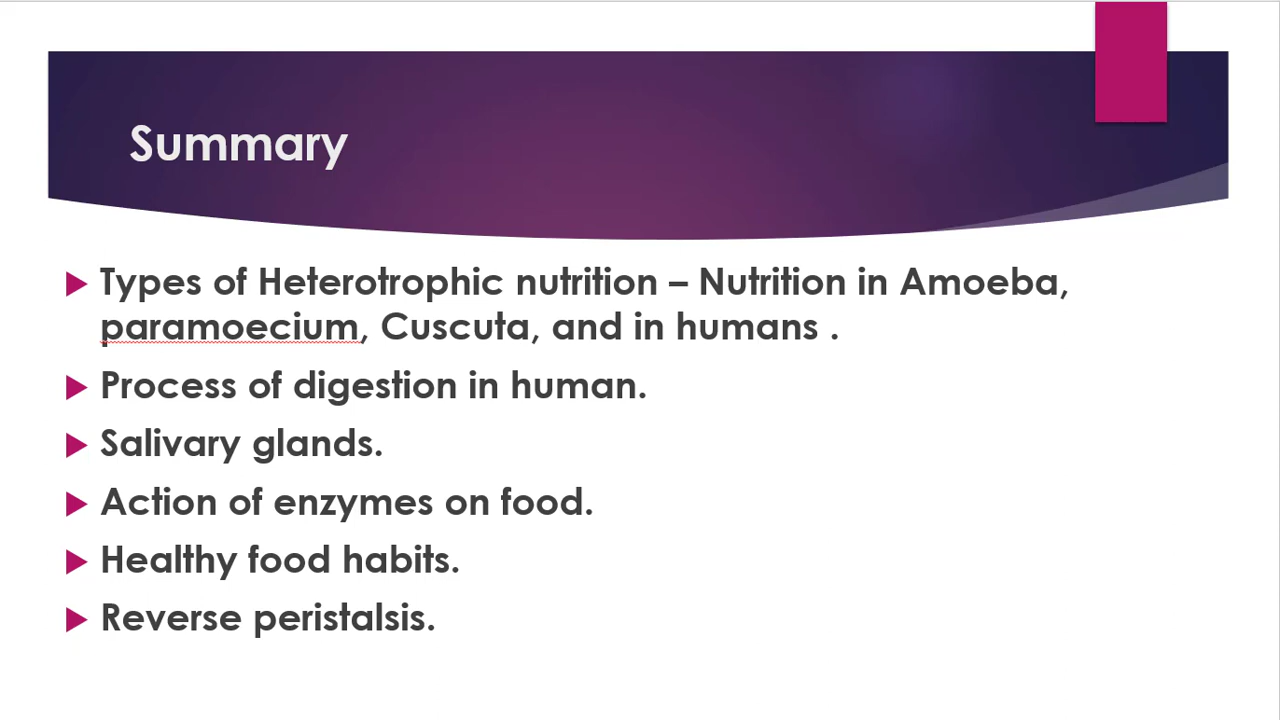 Summary
Types of Heterotrophic nutrition – Nutrition in Amoeba,
paramoecium, Cuscuta, and in humans .
Process of digestion in human.
Salivary glands.
Action of enzymes on food.
Healthy food habits.
Reverse peristalsis.